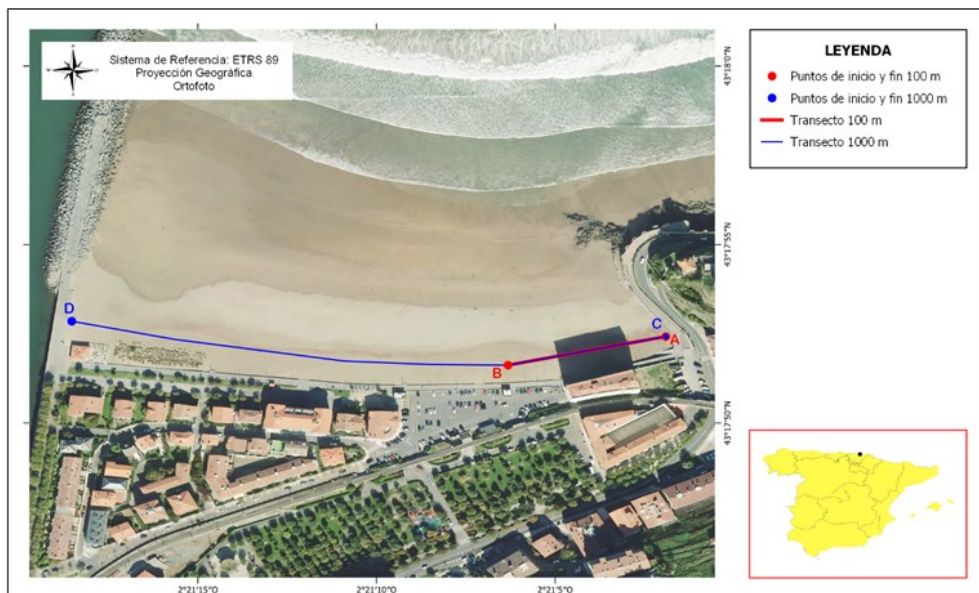 Sistema de Referencia: ETRS 89
Proyección Geográfica
Ortofoto
LEYENDA
Puntos de inicio y fin 100 m
Puntos de inicio y fin 1000 m
Transecto 100 m
Transecto 1000 m
43°18'0"N
43°17'55"N
43°17'50"N
D
C
A
B
2°21'15"O
2°21'10"O
2°21'5"O